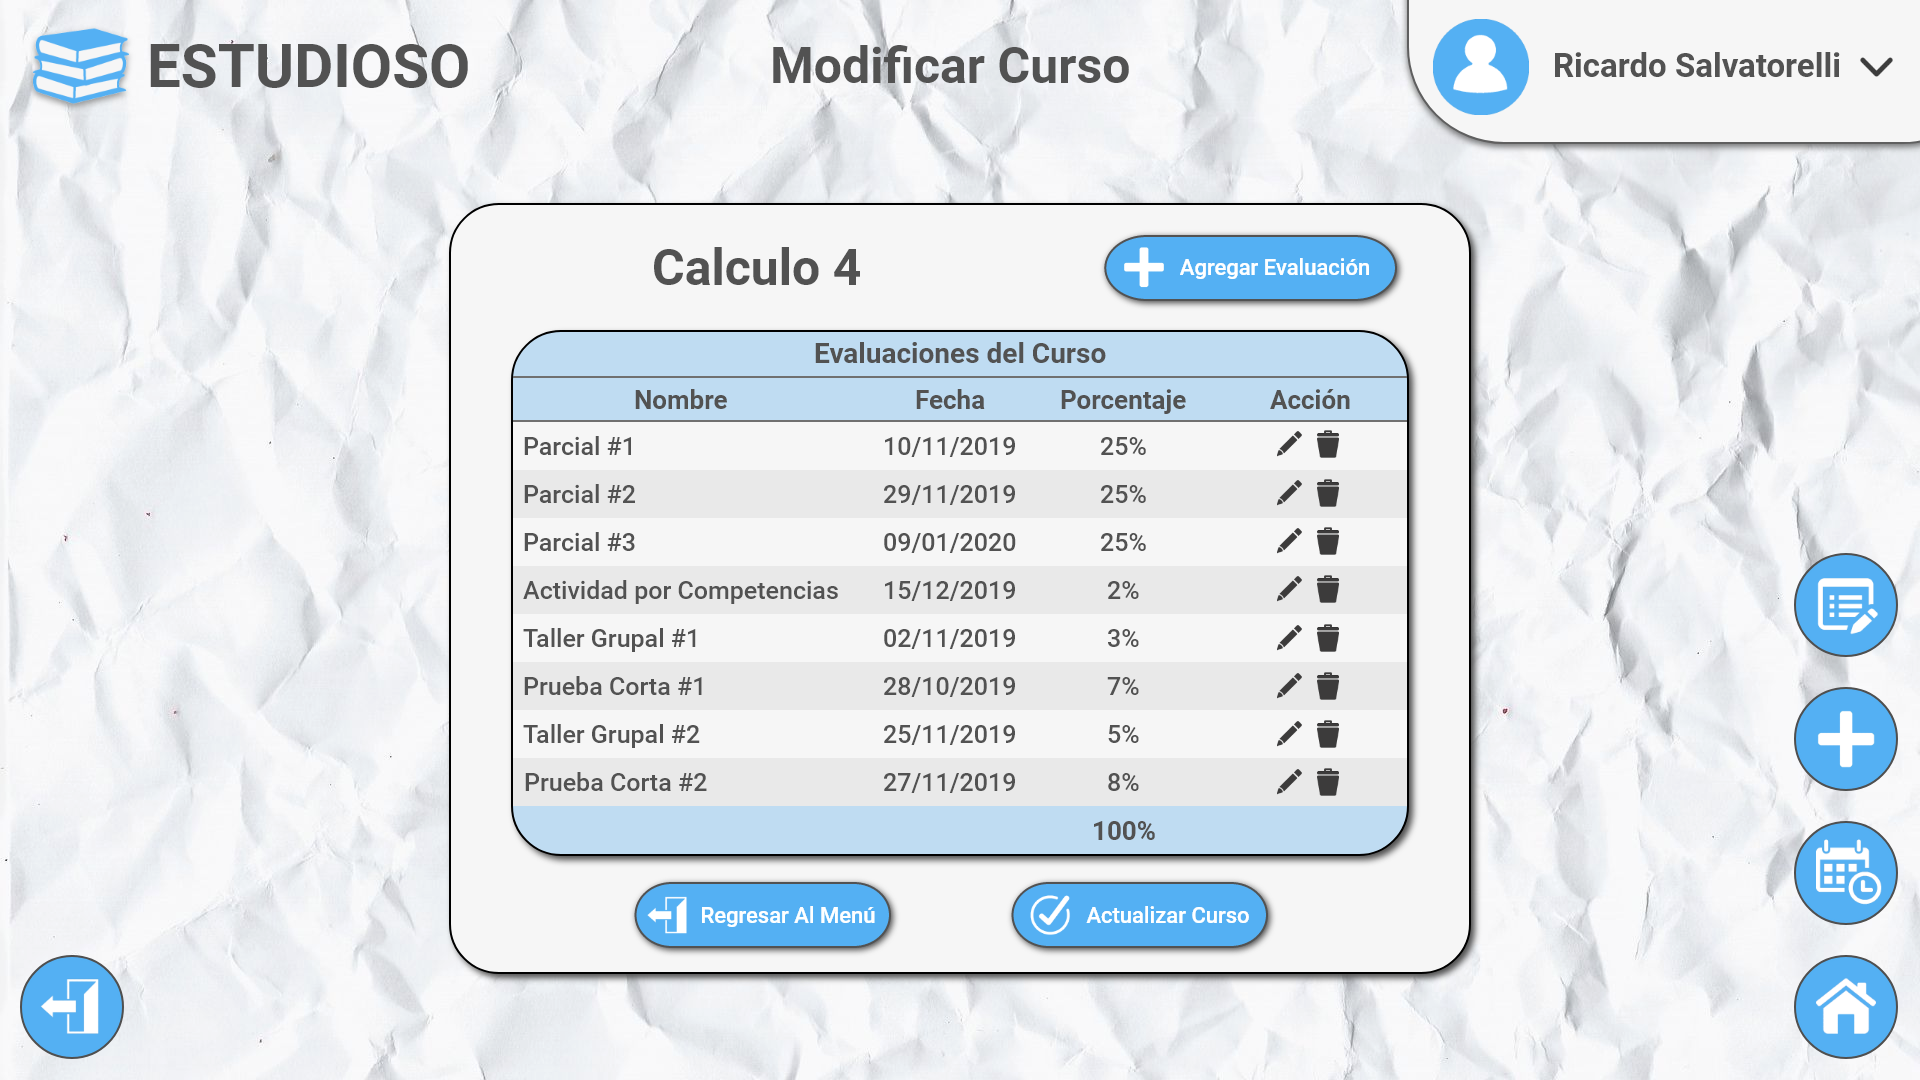 ESTUDIOSO
Modificar Curso
Ricardo Salvatorelli
Calculo 4
Agregar Evaluación
Evaluaciones del Curso
Nombre Fecha Porcentaje Acción
Parcial #1 10/11/2019 25%
Parcial #2 29/11/2019 25%
Parcial #3 09/01/2020 25%
Actividad por Competencias 15/12/2019 2%
Taller Grupal #1 02/11/2019 3%
Prueba Corta #1 28/10/2019 7%
Taller Grupal #2 25/11/2019 5%
Prueba Corta #2 27/11/2019 8%
100%
Regresar Al Menú
Actualizar Curso